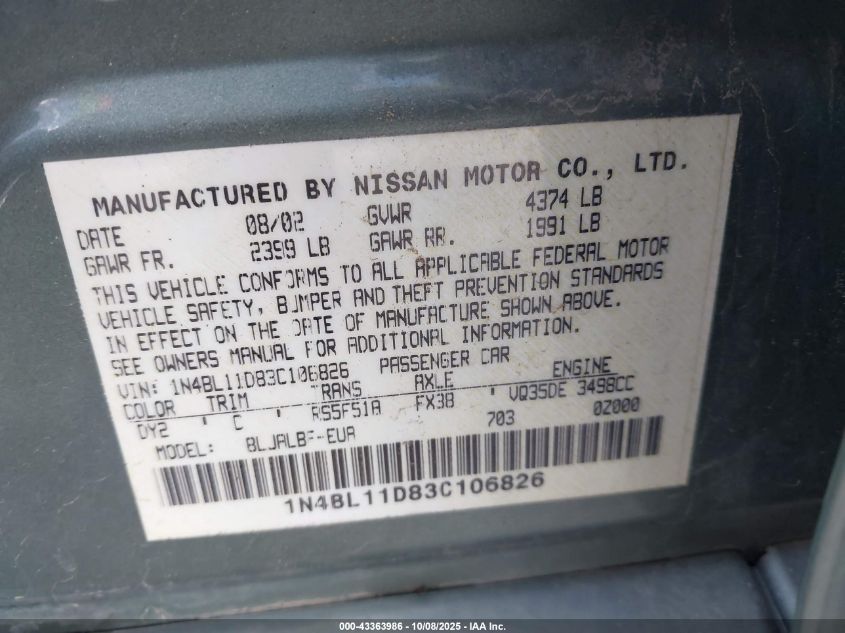 MANUFACTURED BY NISSAN MOTOR CO., LTD.
DATE 08/02 GVWR 4374 LB
GAWR FR. 2399 LB GAWR RR. 1991 LB
THIS VEHICLE CONFORMS TO ALL APPLICABLE FEDERAL MOTOR
VEHICLE SAFETY, BUMPER AND THEFT PREVENTION STANDARDS
IN EFFECT ON THE DATE OF MANUFACTURE SHOWN ABOVE.
SEE OWNERS MANUAL FOR ADDITIONAL INFORMATION.
VIN: 1N4BL11D83C106826 PASSENGER CAR
COLOR TRIM TRANS AXLE ENGINE
DY2 ' C ' RS5F51A FX38 ' VQ35DE 3498CC
703 0Z000
MODEL: BLJALBF-EUA
1N4BL11D83C106826
000-43363986 - 10/08/2025 - IAA Inc.